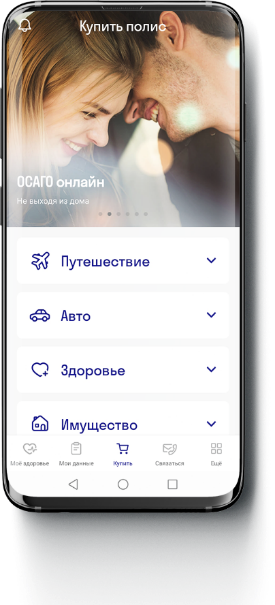 Купить полис
ОСАГО онлайн
Не выходя из дома
Путешествие
Авто
Здоровье
Имущество
Моё здоровье
Мои данные
Купить
Связаться
Ещё